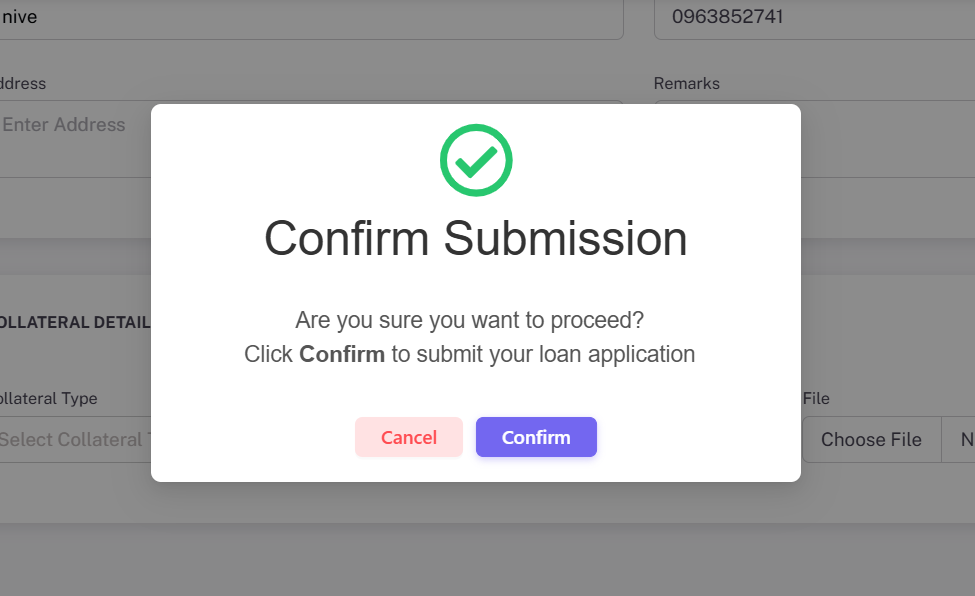 nive
0963852741
ddress
Remarks
Enter Address
Confirm Submission
Are you sure you want to proceed?
Click Confirm to submit your loan application
OLLATERAL DETAIL
ollateral Type
File
Select Collateral
Choose File
N
Cancel
Confirm